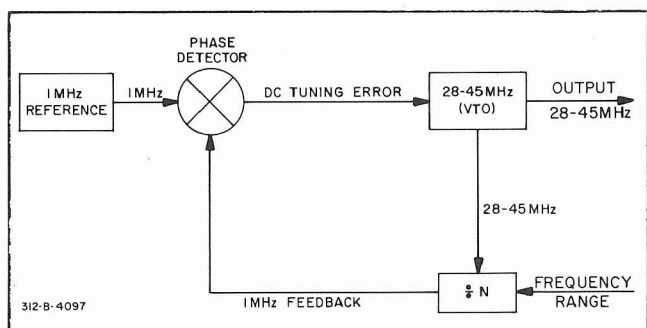 PHASE
DETECTOR
1MHz
REFERENCE
1MHz
DC TUNING ERROR
28-45MHz
(VTO)
OUTPUT
28-45MHz
28-45MHz
1MHz FEEDBACK
÷ N
FREQUENCY
RANGE
312-B-4097